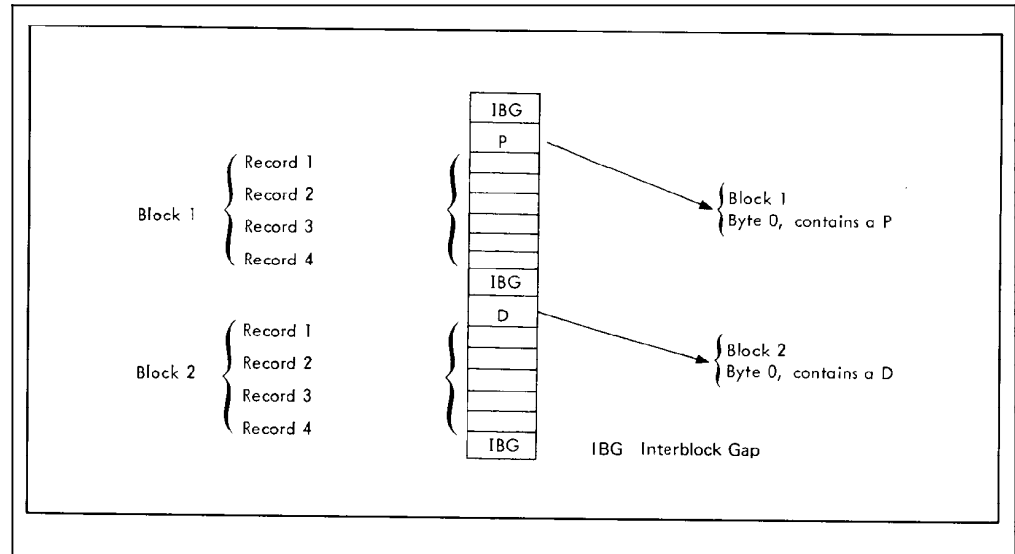 IBG
P
Record 1
Record 2
Block 1
Record 3
Record 4
Block 1
Byte 0, contains a P
IBG
D
Record 1
Record 2
Block 2
Record 3
Record 4
Block 2
Byte 0, contains a D
IBG
IBG Interblock Gap